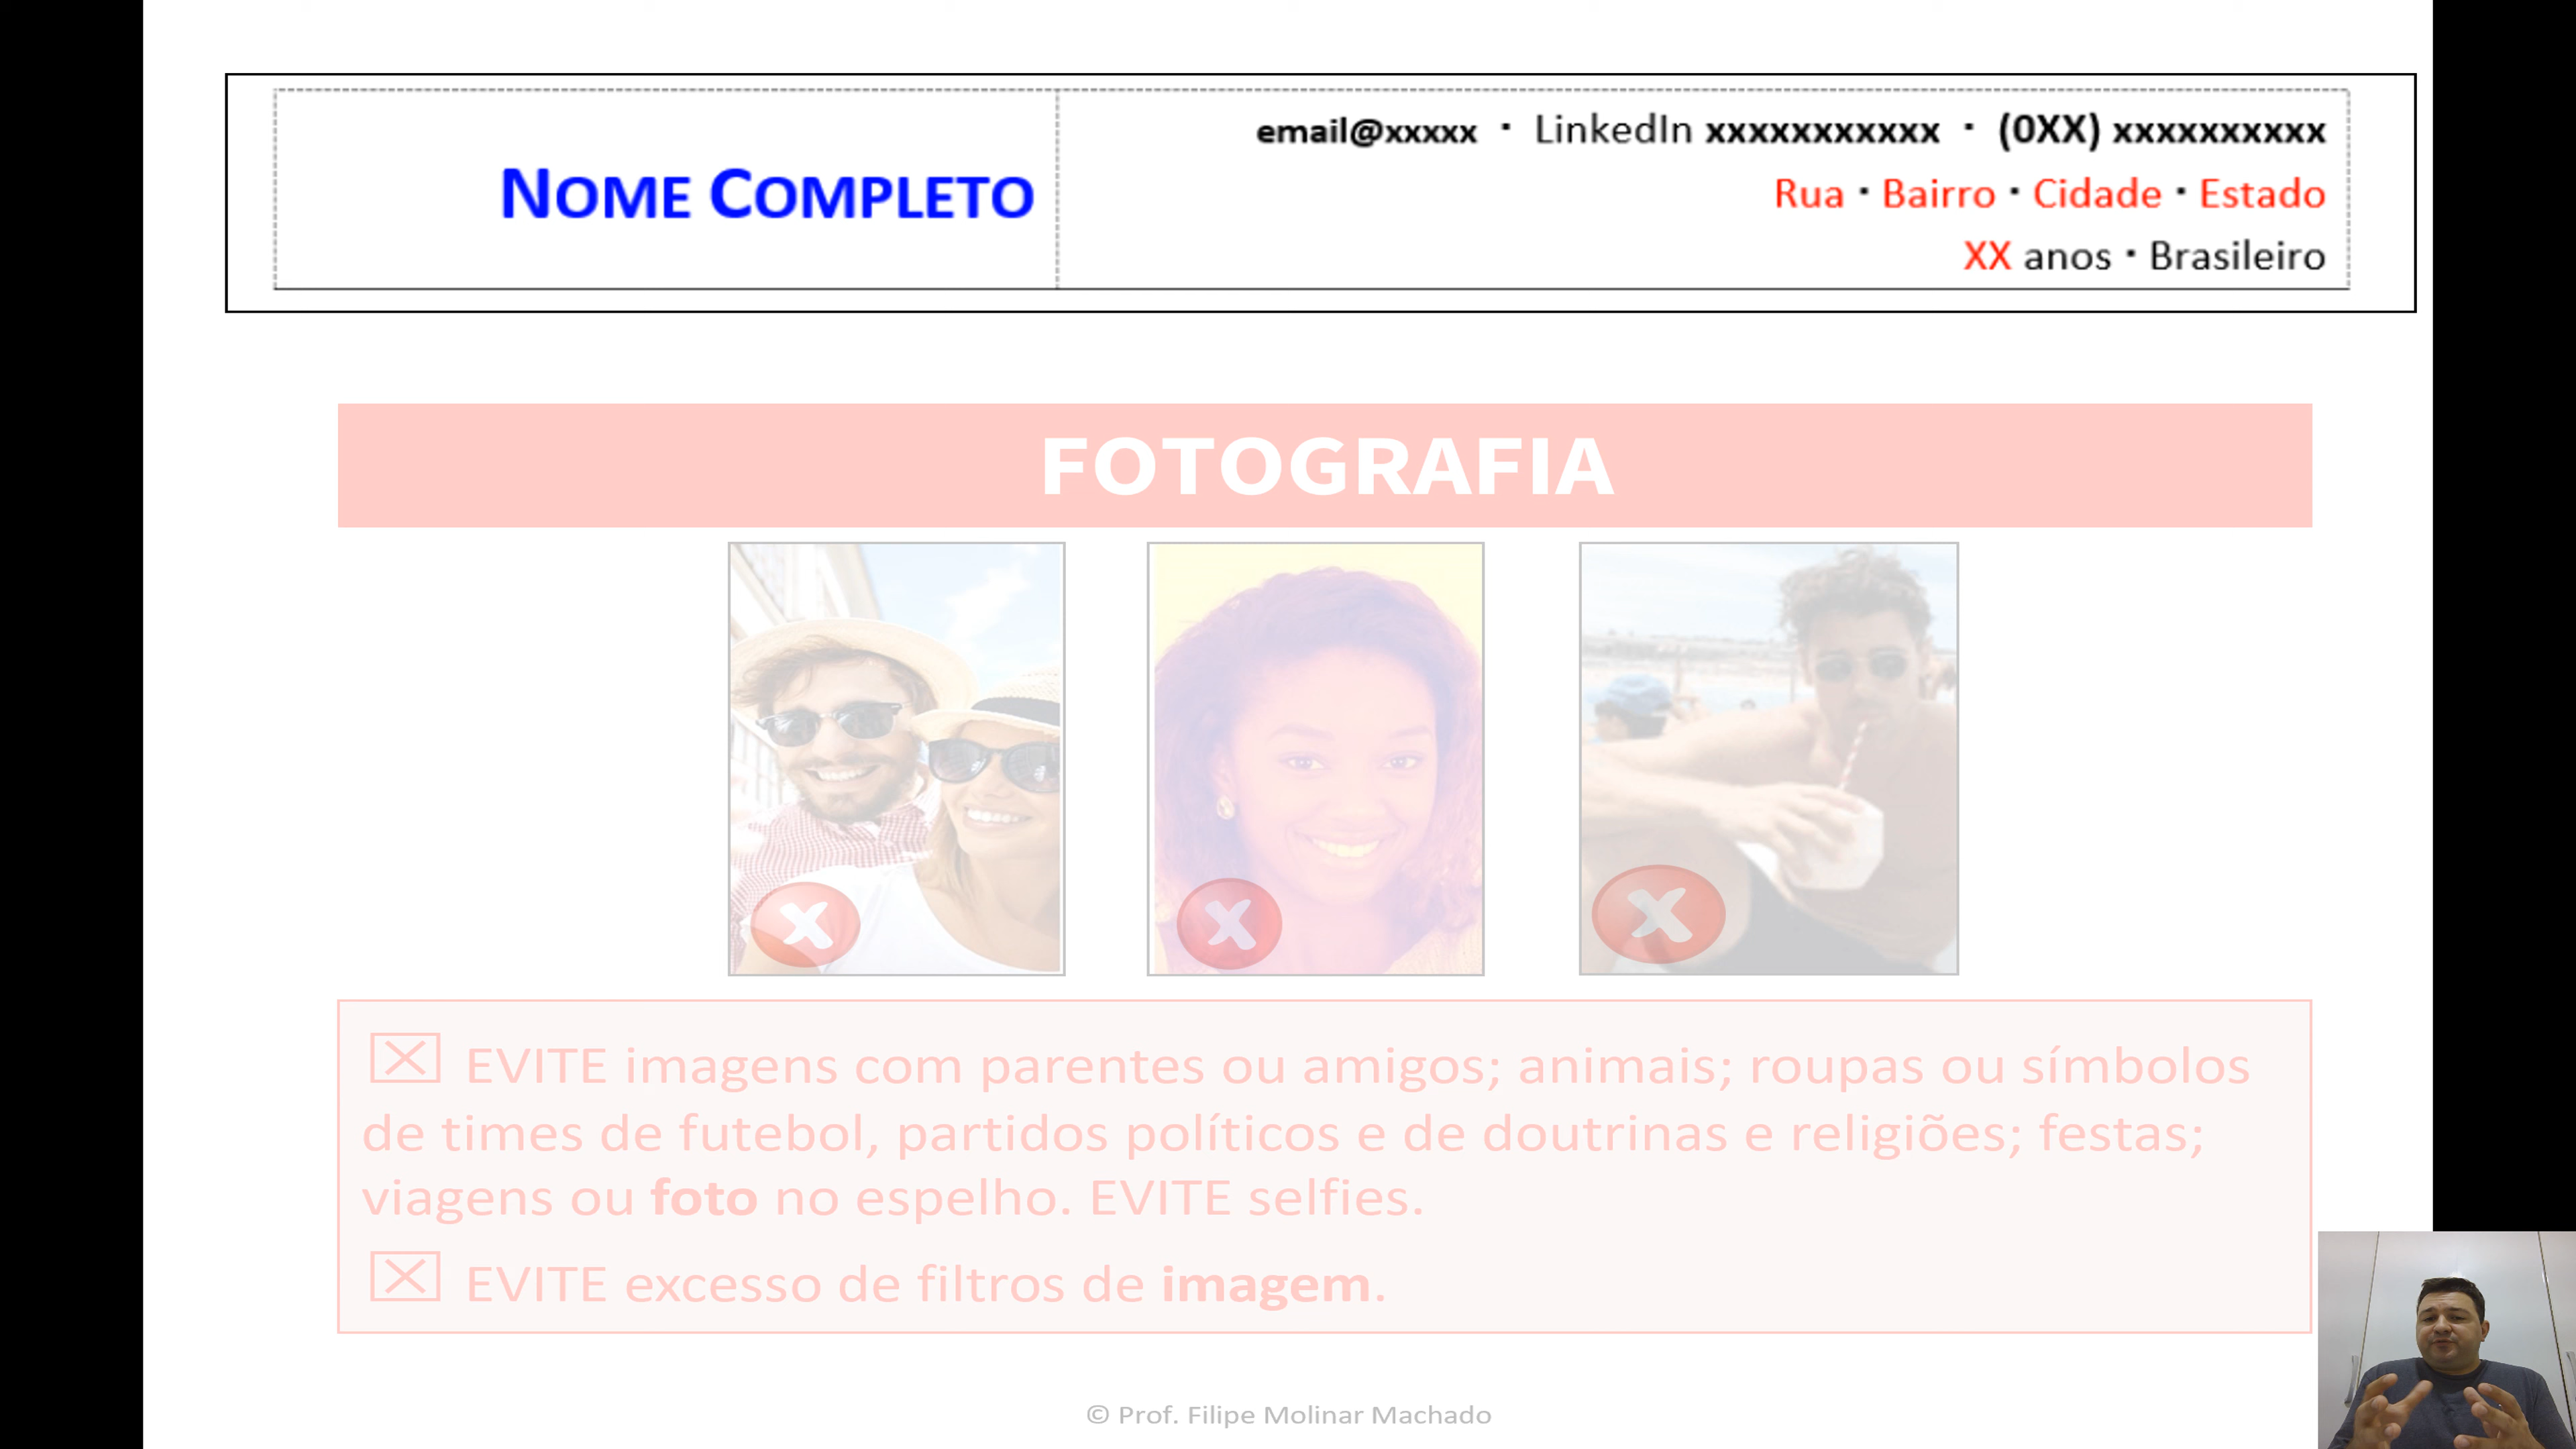 NOME COMPLETO
email@xxxxx · LinkedIn xxxxxxxxxxx · (0XX) xxxxxxxxxx
Rua · Bairro · Cidade · Estado
XX anos · Brasileiro
FOTOGRAFIA
☒ EVITE imagens com parentes ou amigos; animais; roupas ou símbolos
de times de futebol, partidos políticos e de doutrinas e religiões; festas;
viagens ou foto no espelho. EVITE selfies.
☒ EVITE excesso de filtros de imagem.
© Prof. Filipe Molinar Machado